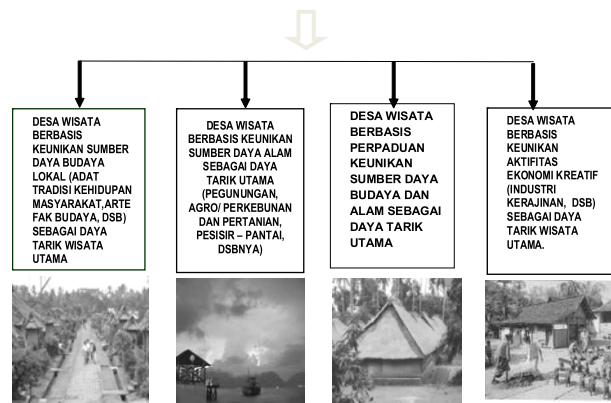 DESA WISATA
BERBASIS
KEUNIKAN SUMBER
DAYA BUDAYA
LOKAL (ADAT
TRADISI KEHIDUPAN
MASYARAKAT,ARTE
FAK BUDAYA, DSB)
SEBAGAI DAYA
TARIK WISATA
UTAMA
DESA WISATA
BERBASIS KEUNIKAN
SUMBER DAYA ALAM
SEBAGAI DAYA
TARIK UTAMA
(PEGUNUNGAN,
AGRO/ PERKEBUNAN
DAN PERTANIAN,
PESISIR – PANTAI,
DSBNYA)
DESA WISATA
BERBASIS
PERPADUAN
KEUNIKAN
SUMBER DAYA
BUDAYA DAN
ALAM SEBAGAI
DAYA TARIK
UTAMA
DESA WISATA
BERBASIS
KEUNIKAN
AKTIFITAS
EKONOMI KREATIF
(INDUSTRI
KERAJINAN,  DSB)
SEBAGAI DAYA
TARIK WISATA
UTAMA.